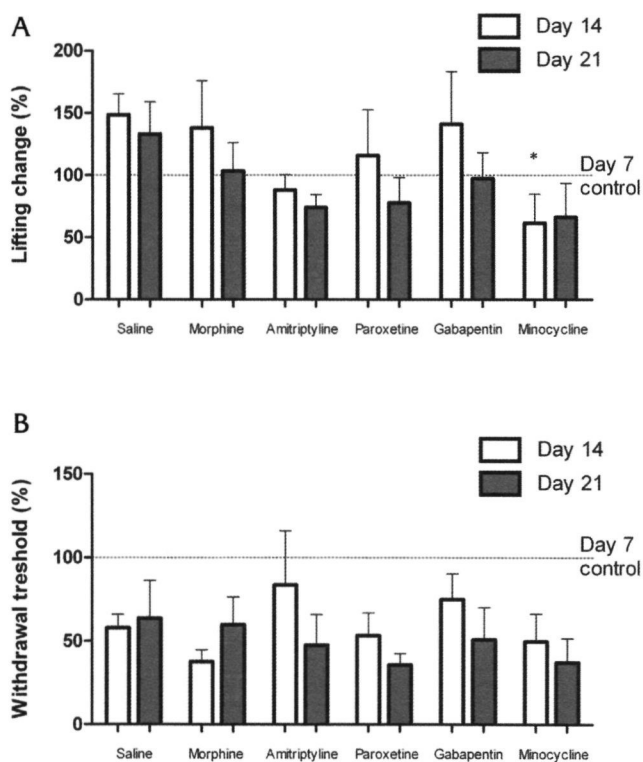 A
Day 14
Day 21
Lifting change (%)
200
150
100
50
0
Day 7
control
*
Saline Morphine Amitriptyline Paroxetine Gabapentin Minocycline
B
Day 14
Day 21
Withdrawal treshold (%)
150
100
50
0
Day 7
control
Saline Morphine Amitriptyline Paroxetine Gabapentin Minocycline